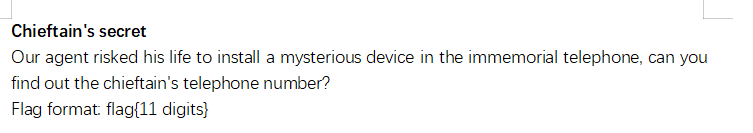 Chieftain's secret
Our agent risked his life to install a mysterious device in the immemorial telephone, can you
find out the chieftain's telephone number?
Flag format: flag{11 digits}